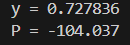 y = 0.727836
P = -104.037